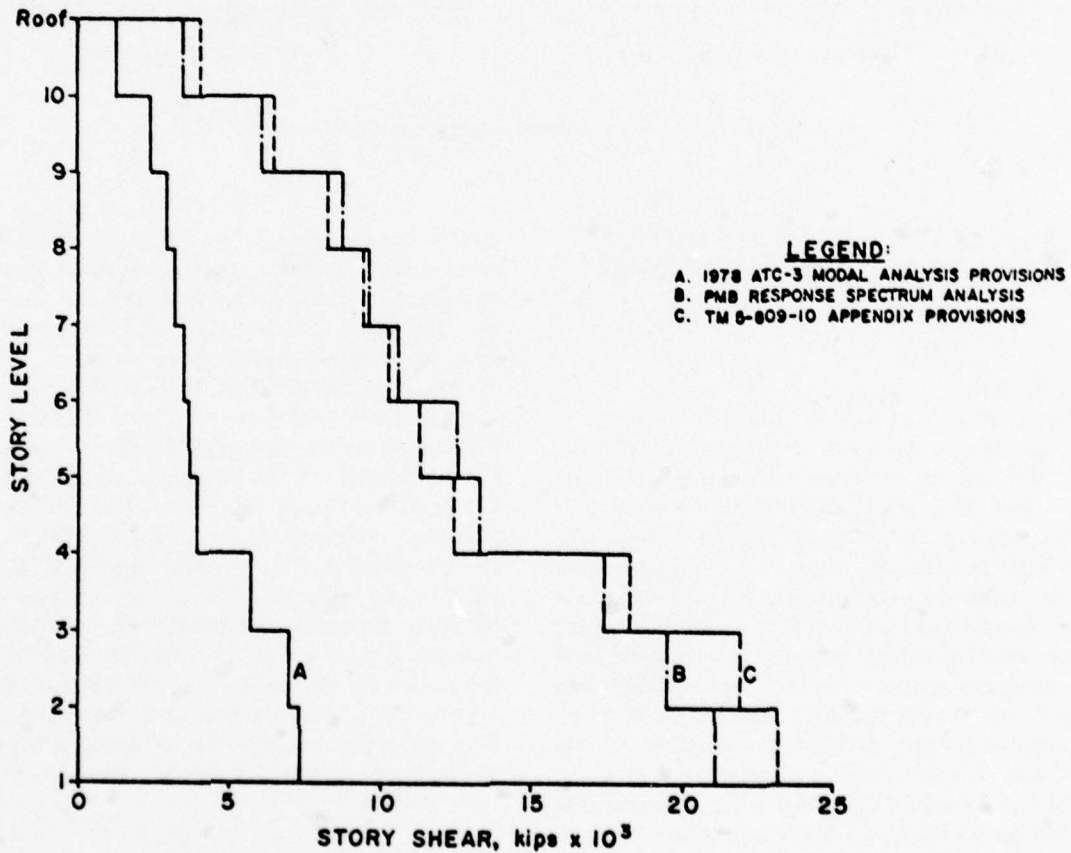 Roof
10
9
8
7
6
5
4
3
2
1
STORY LEVEL
A
B
C
0
5
10
15
20
25
STORY SHEAR, kips x 10³
LEGEND:
A. 1978 ATC-3 MODAL ANALYSIS PROVISIONS
B. PMB RESPONSE SPECTRUM ANALYSIS
C. TM 5-809-10 APPENDIX PROVISIONS